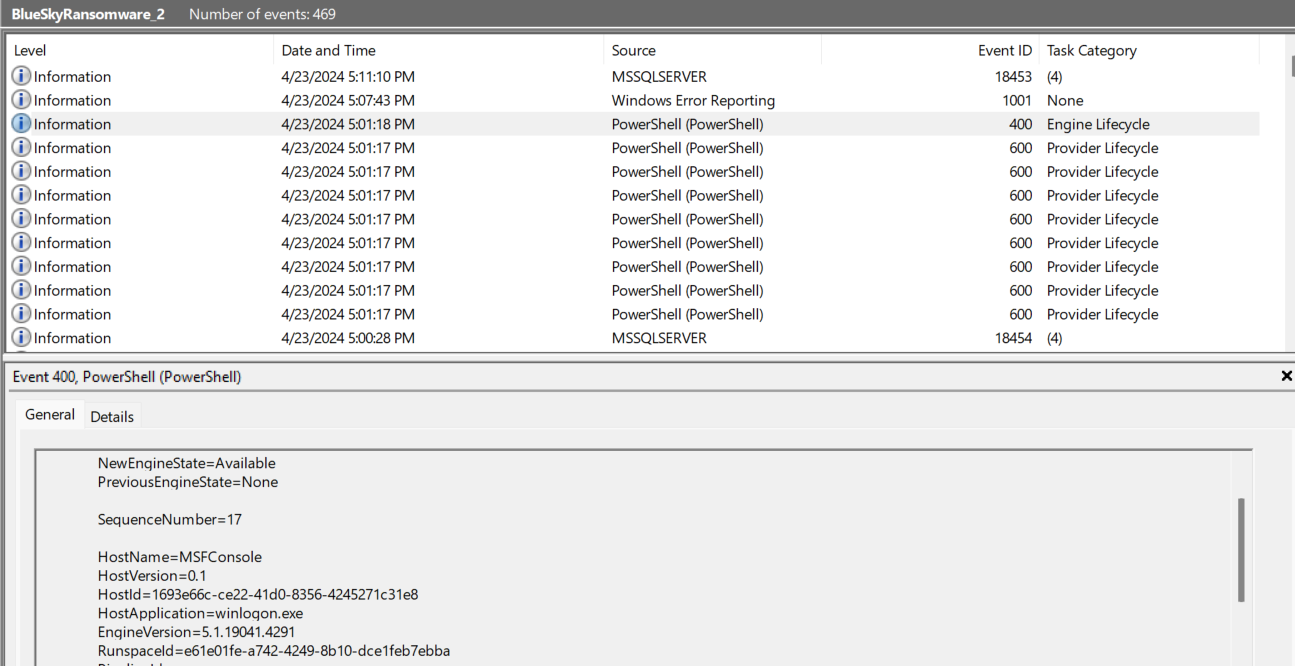 BlueSkyRansomware_2 Number of events: 469
Level Date and Time Source Event ID Task Category
Information 4/23/2024 5:11:10 PM MSSQLSERVER 18453 (4)
Information 4/23/2024 5:07:43 PM Windows Error Reporting 1001 None
Information 4/23/2024 5:01:18 PM PowerShell (PowerShell) 400 Engine Lifecycle
Information 4/23/2024 5:01:17 PM PowerShell (PowerShell) 600 Provider Lifecycle
Information 4/23/2024 5:01:17 PM PowerShell (PowerShell) 600 Provider Lifecycle
Information 4/23/2024 5:01:17 PM PowerShell (PowerShell) 600 Provider Lifecycle
Information 4/23/2024 5:01:17 PM PowerShell (PowerShell) 600 Provider Lifecycle
Information 4/23/2024 5:01:17 PM PowerShell (PowerShell) 600 Provider Lifecycle
Information 4/23/2024 5:01:17 PM PowerShell (PowerShell) 600 Provider Lifecycle
Information 4/23/2024 5:01:17 PM PowerShell (PowerShell) 600 Provider Lifecycle
Information 4/23/2024 5:01:17 PM PowerShell (PowerShell) 600 Provider Lifecycle
Information 4/23/2024 5:00:28 PM MSSQLSERVER 18454 (4)
Event 400, PowerShell (PowerShell)
General Details
NewEngineState=Available
PreviousEngineState=None
SequenceNumber=17
HostName=MSFConsole
HostVersion=0.1
HostId=1693e66c-ce22-41d0-8356-4245271c31e8
HostApplication=winlogon.exe
EngineVersion=5.1.19041.4291
RunspaceId=e61e01fe-a742-4249-8b10-dce1feb7ebba